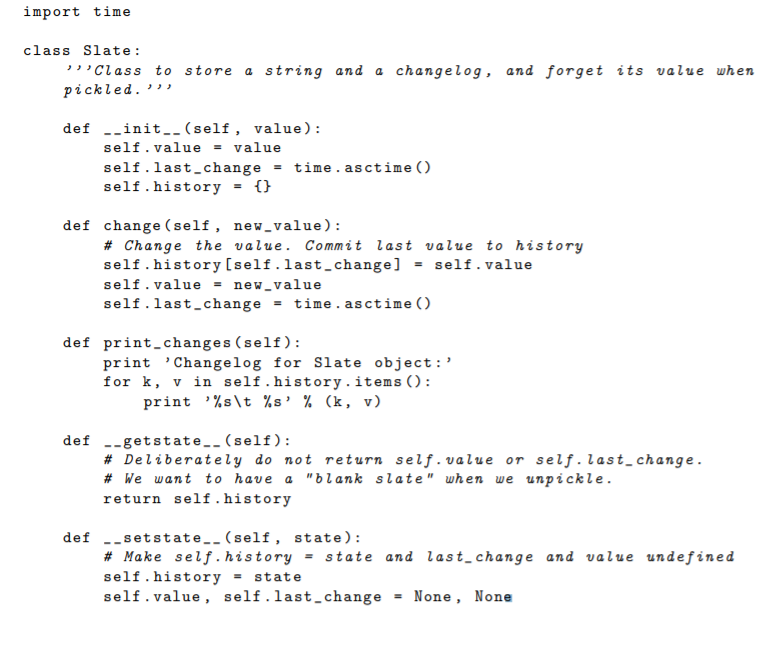 import time
class Slate:
    '''Class to store a string and a changelog, and forget its value when
    pickled.'''
    def __init__(self, value):
        self.value = value
        self.last_change = time.asctime()
        self.history = {}
    def change(self, new_value):
        # Change the value. Commit last value to history
        self.history[self.last_change] = self.value
        self.value = new_value
        self.last_change = time.asctime()
    def print_changes(self):
        print 'Changelog for Slate object:'
        for k, v in self.history.items():
            print '%s\t %s' % (k, v)
    def __getstate__(self):
        # Deliberately do not return self.value or self.last_change.
        # We want to have a "blank slate" when we unpickle.
        return self.history
    def __setstate__(self, state):
        # Make self.history = state and last_change and value undefined
        self.history = state
        self.value, self.last_change = None, None